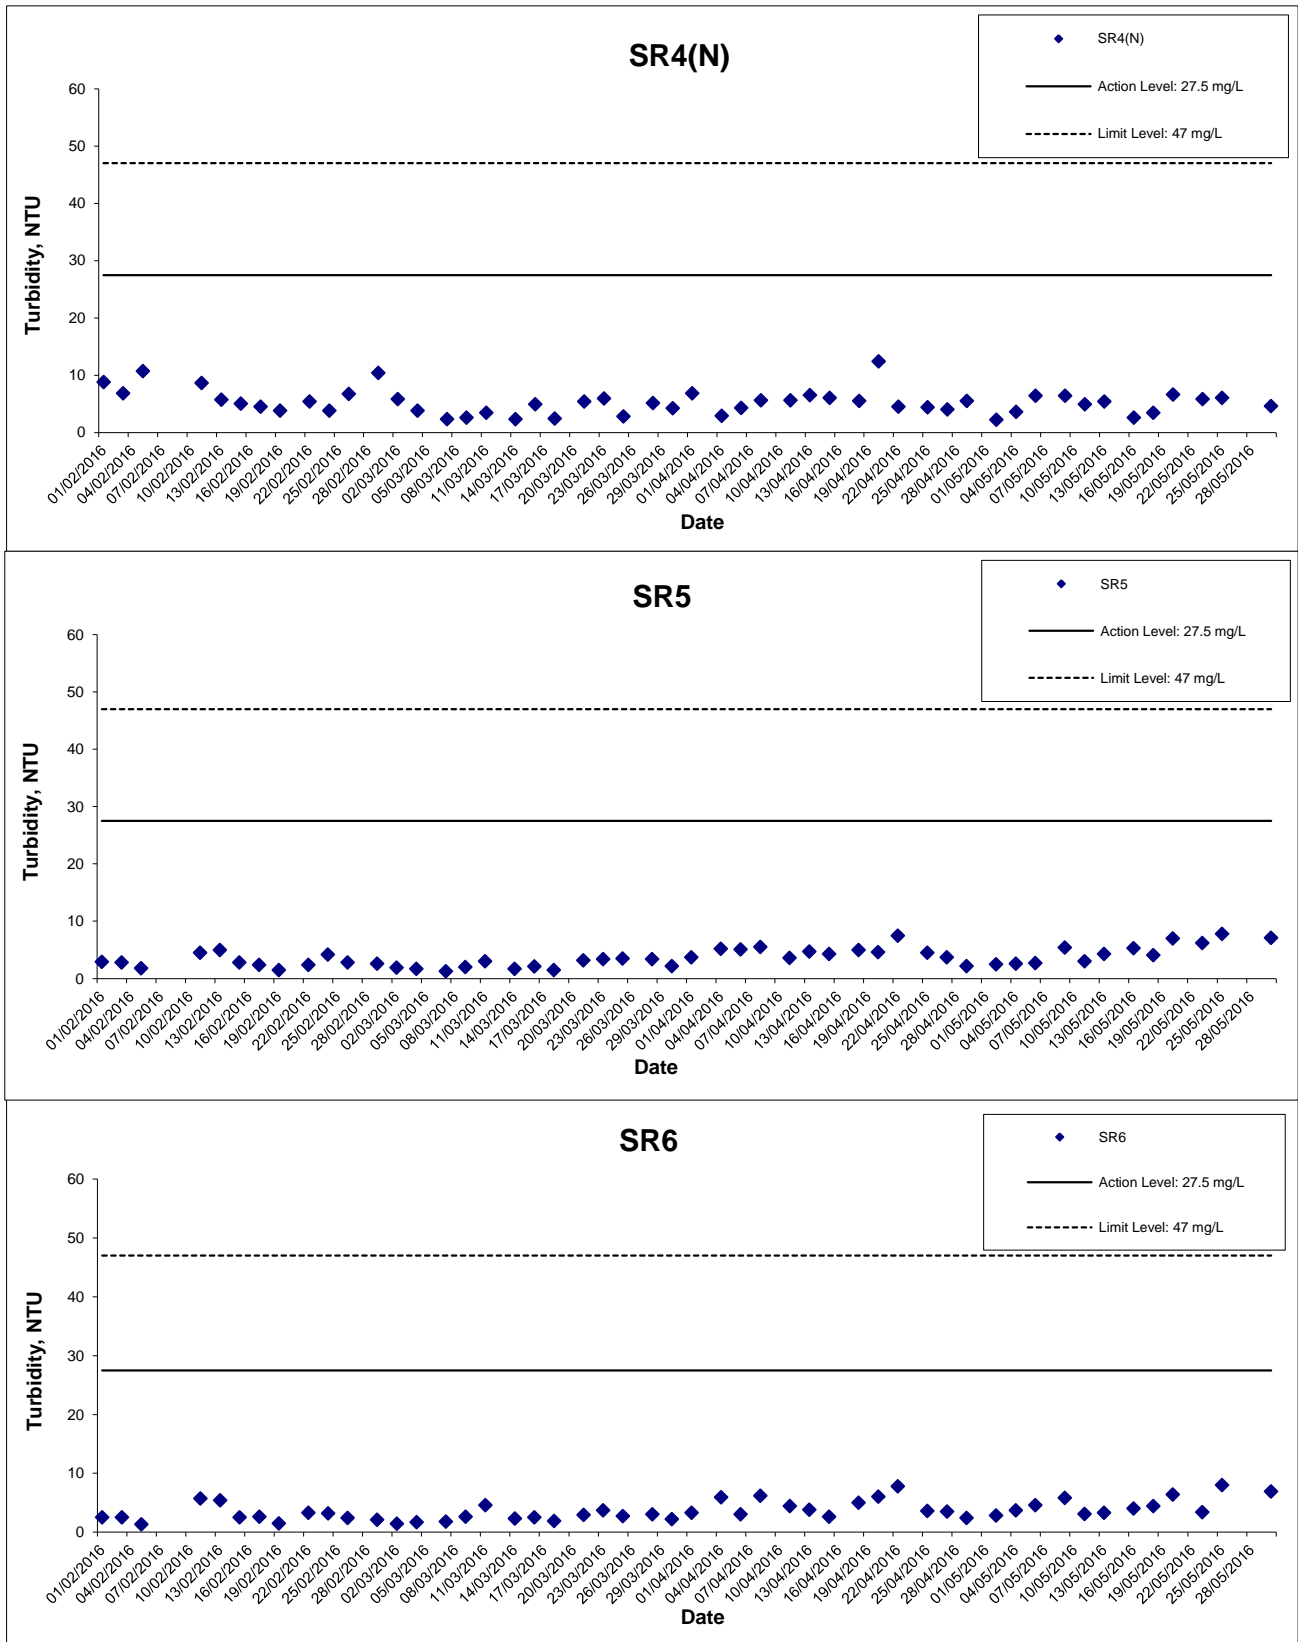 SR4(N)
SR4(N)
Action Level: 27.5 mg/L
Limit Level: 47 mg/L
60
50
40
30
20
10
0
Turbidity, NTU
01/02/2016 04/02/2016 07/02/2016 10/02/2016 13/02/2016 16/02/2016 19/02/2016 22/02/2016 25/02/2016 28/02/2016 02/03/2016 05/03/2016 08/03/2016 11/03/2016 14/03/2016 17/03/2016 20/03/2016 23/03/2016 26/03/2016 29/03/2016 01/04/2016 04/04/2016 07/04/2016 10/04/2016 13/04/2016 16/04/2016 19/04/2016 22/04/2016 25/04/2016 28/04/2016 01/05/2016 04/05/2016 07/05/2016 10/05/2016 13/05/2016 16/05/2016 19/05/2016 22/05/2016 25/05/2016 28/05/2016
Date
SR5
SR5
Action Level: 27.5 mg/L
Limit Level: 47 mg/L
60
50
40
30
20
10
0
Turbidity, NTU
01/02/2016 04/02/2016 07/02/2016 10/02/2016 13/02/2016 16/02/2016 19/02/2016 22/02/2016 25/02/2016 28/02/2016 02/03/2016 05/03/2016 08/03/2016 11/03/2016 14/03/2016 17/03/2016 20/03/2016 23/03/2016 26/03/2016 29/03/2016 01/04/2016 04/04/2016 07/04/2016 10/04/2016 13/04/2016 16/04/2016 19/04/2016 22/04/2016 25/04/2016 28/04/2016 01/05/2016 04/05/2016 07/05/2016 10/05/2016 13/05/2016 16/05/2016 19/05/2016 22/05/2016 25/05/2016 28/05/2016
Date
SR6
SR6
Action Level: 27.5 mg/L
Limit Level: 47 mg/L
60
50
40
30
20
10
0
Turbidity, NTU
01/02/2016 04/02/2016 07/02/2016 10/02/2016 13/02/2016 16/02/2016 19/02/2016 22/02/2016 25/02/2016 28/02/2016 02/03/2016 05/03/2016 08/03/2016 11/03/2016 14/03/2016 17/03/2016 20/03/2016 23/03/2016 26/03/2016 29/03/2016 01/04/2016 04/04/2016 07/04/2016 10/04/2016 13/04/2016 16/04/2016 19/04/2016 22/04/2016 25/04/2016 28/04/2016 01/05/2016 04/05/2016 07/05/2016 10/05/2016 13/05/2016 16/05/2016 19/05/2016 22/05/2016 25/05/2016 28/05/2016
Date